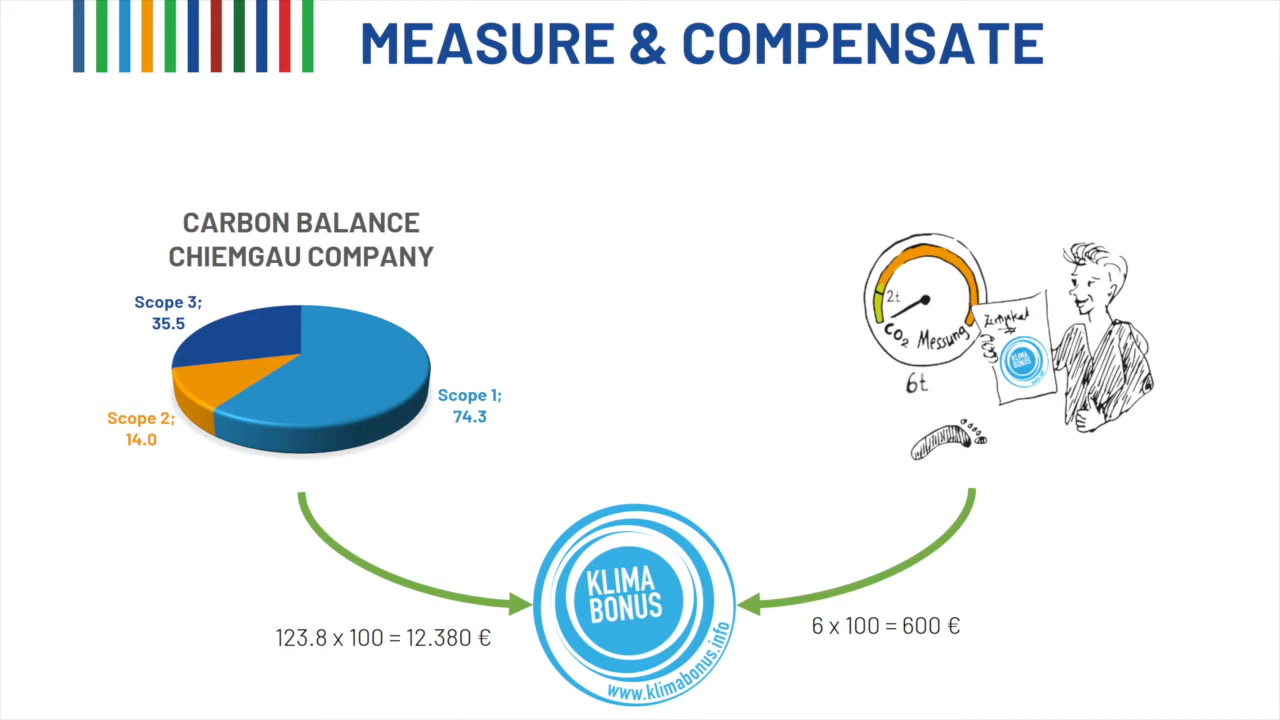 MEASURE & COMPENSATE
CARBON BALANCE
CHIEMGAU COMPANY
Scope 3;
35.5
Scope 1;
74.3
Scope 2;
14.0
2t
CO2 Messung
6t
Zertifikat
KLIMA
BONUS
KLIMA
BONUS
www.klimabonus.info
123.8 x 100 = 12.380 €
6 x 100 = 600 €